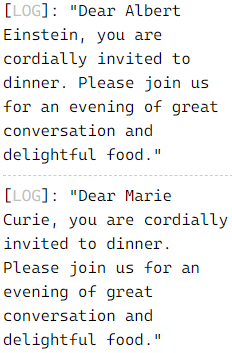 [LOG]: "Dear Albert
Einstein, you are
cordially invited to
dinner. Please join us
for an evening of great
conversation and
delightful food."
[LOG]: "Dear Marie
Curie, you are cordially
invited to dinner.
Please join us for an
evening of great
conversation and
delightful food."